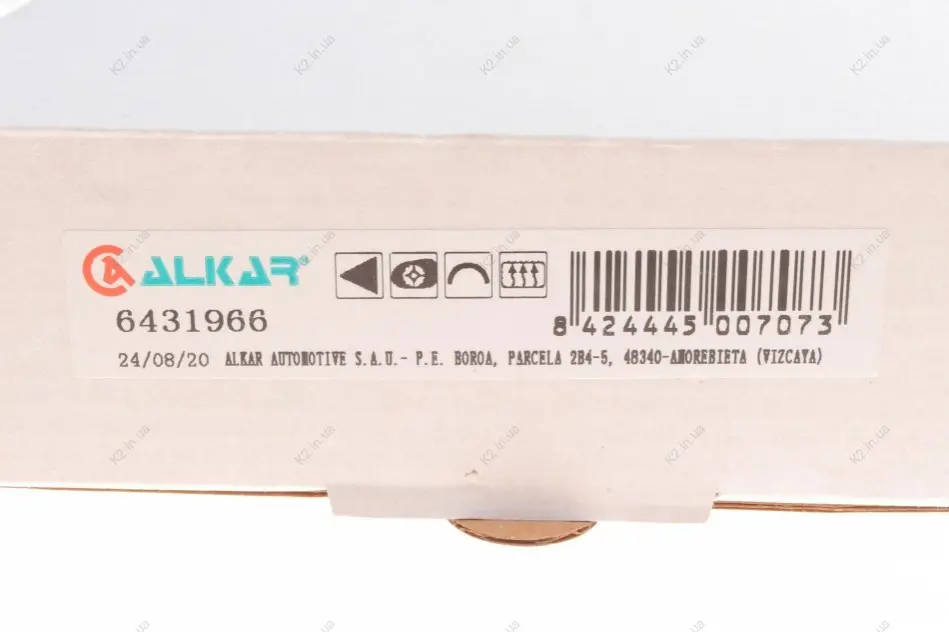 ALKAR
6431966
8 424445 007073
24/08/20 ALKAR AUTOMOTIVE S.A.U.- P.E. BOROA, PARCELA 2B4-5, 48340-AMOREBIETA (VIZCAYA)
K2.in.ua